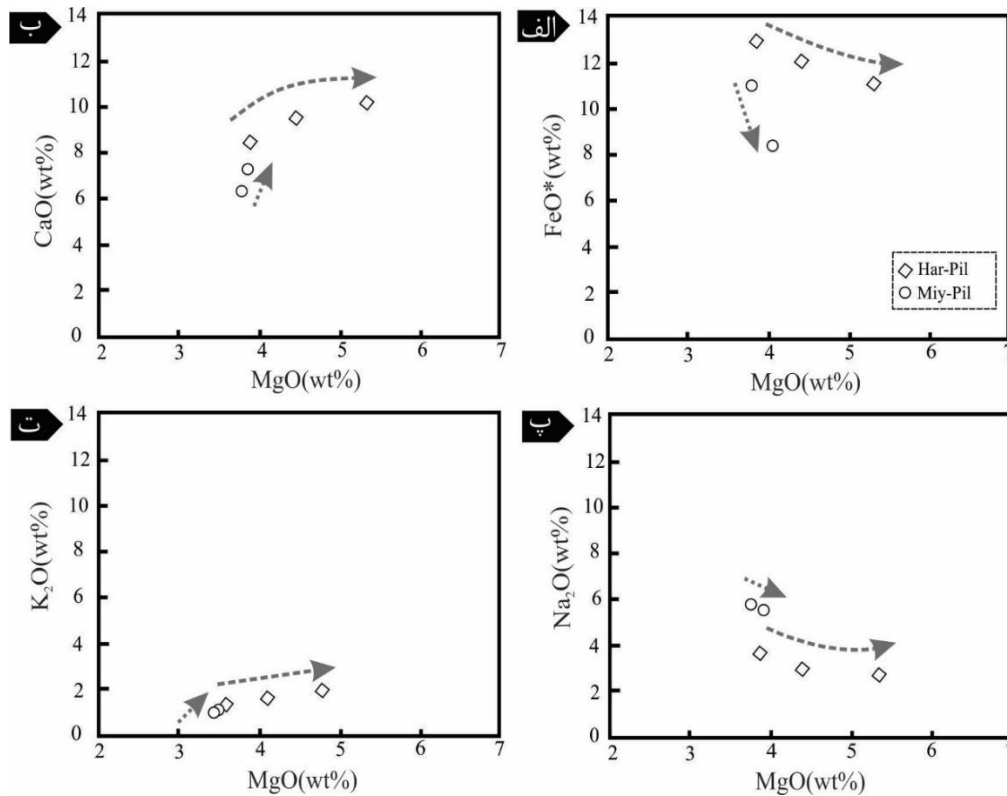 ب
14
12
10
8
6
4
2
0
CaO(wt%)
2 3 4 5 6 7
MgO(wt%)
الف
14
12
10
8
6
4
2
0
FeO*(wt%)
Har-Pil
Miy-Pil
2 3 4 5 6 7
MgO(wt%)
ت
14
12
10
8
6
4
2
0
K₂O(wt%)
2 3 4 5 6 7
MgO(wt%)
پ
14
12
10
8
6
4
2
0
Na₂O(wt%)
2 3 4 5 6 7
MgO(wt%)